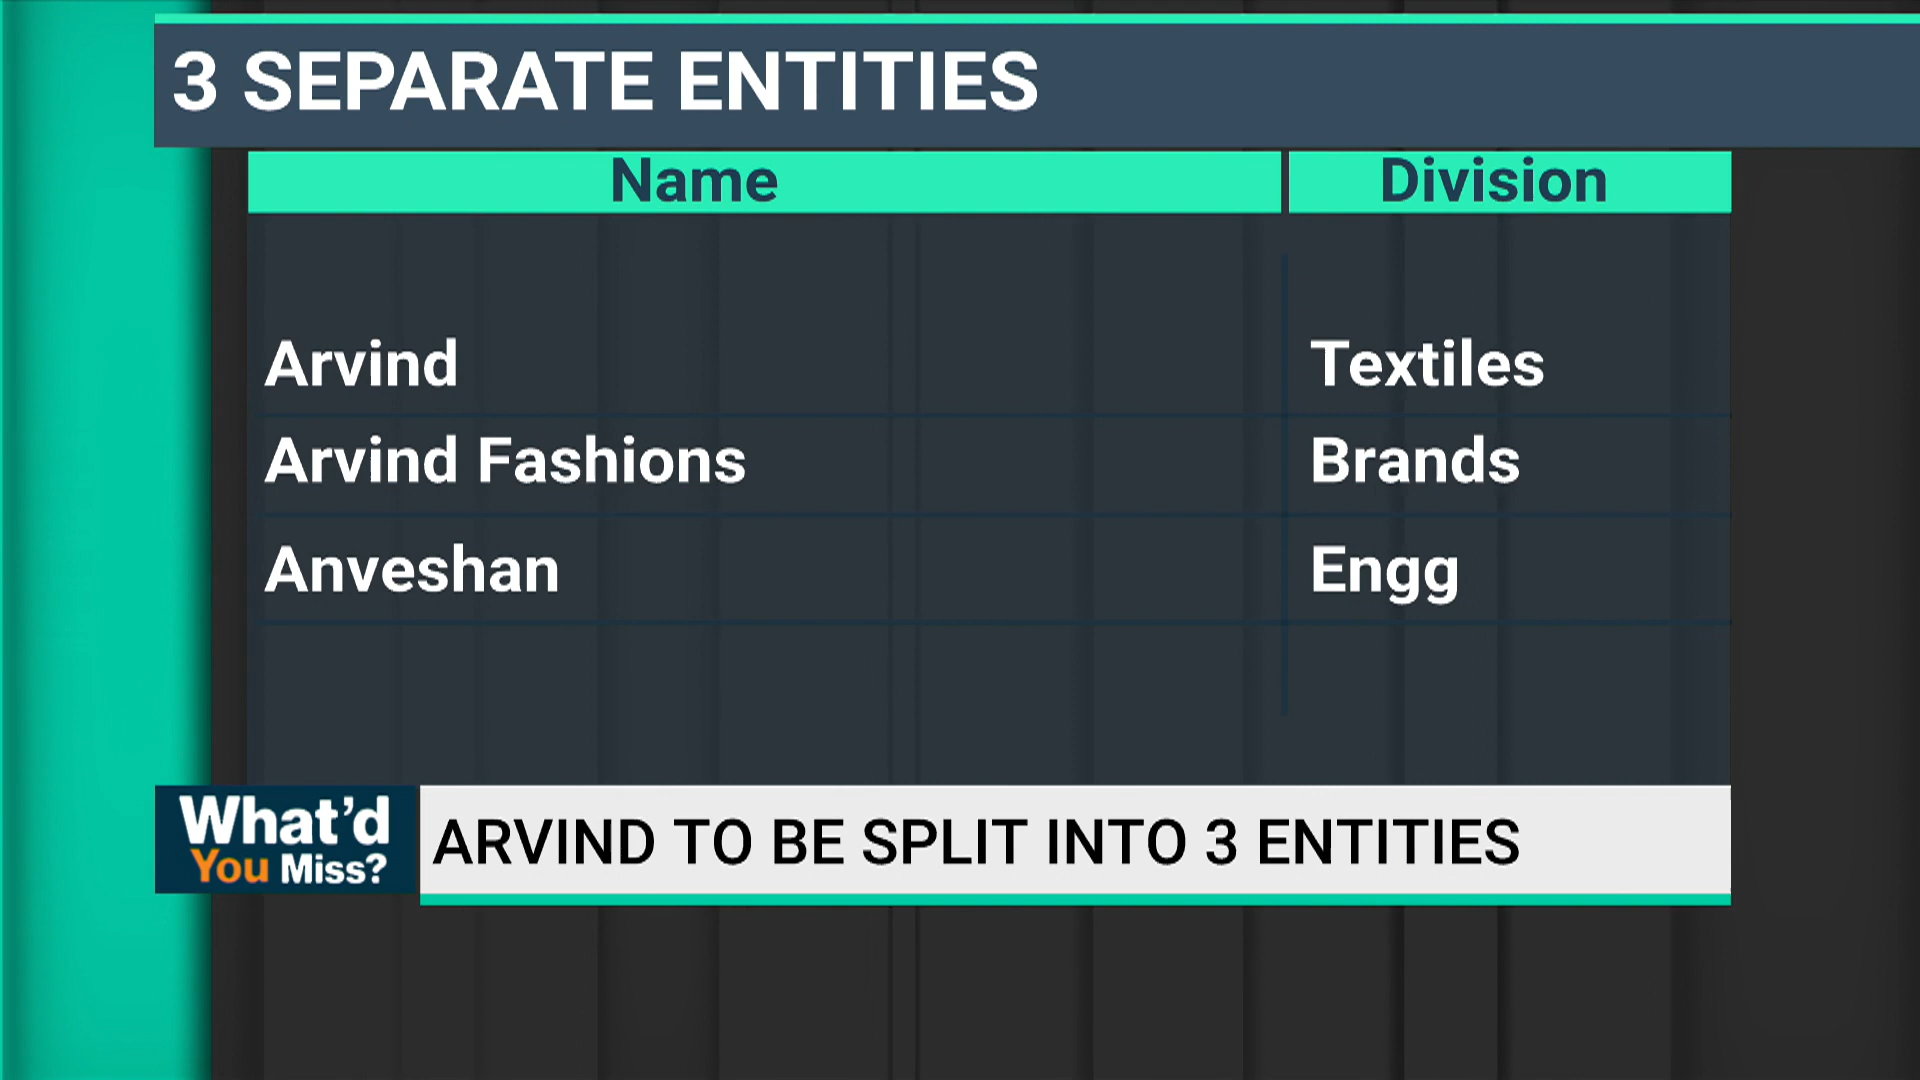 3 SEPARATE ENTITIES
Name Division
Arvind Textiles
Arvind Fashions Brands
Anveshan Engg
What'd
You Miss?
ARVIND TO BE SPLIT INTO 3 ENTITIES